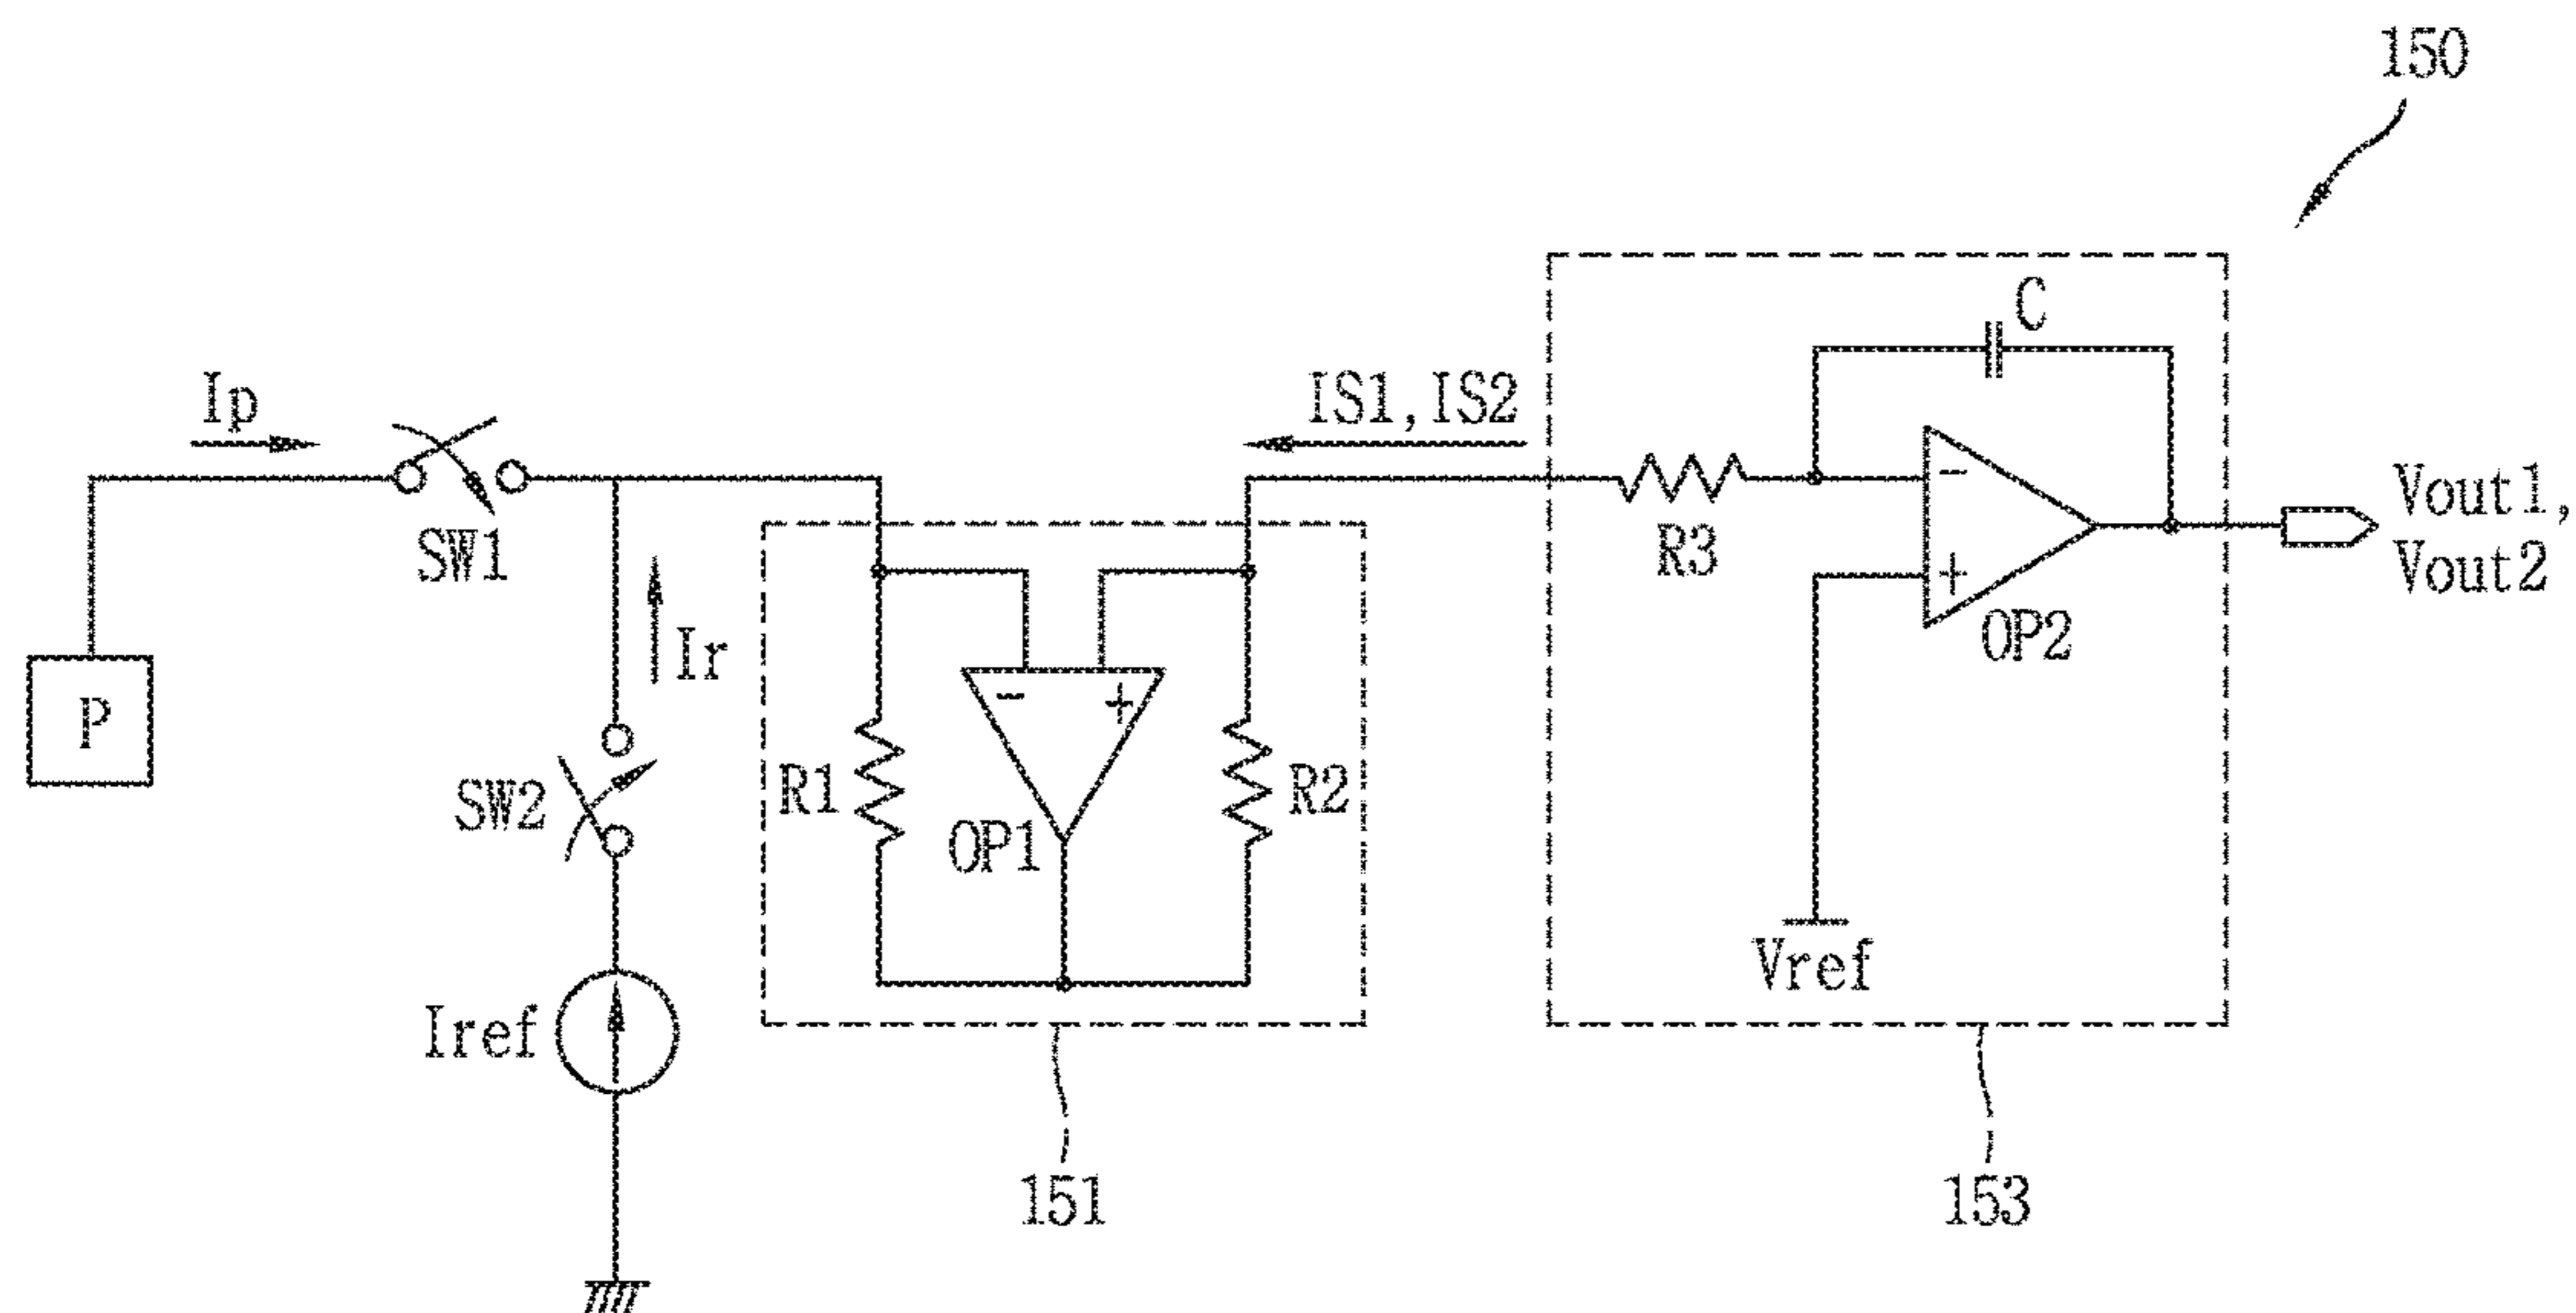 150
C
Ip
IS1, IS2
SW1
R3
-
+
OP2
Vout1,
Vout2
P
Ir
SW2
R1
-
+
OP1
R2
Vref
Iref
151
153